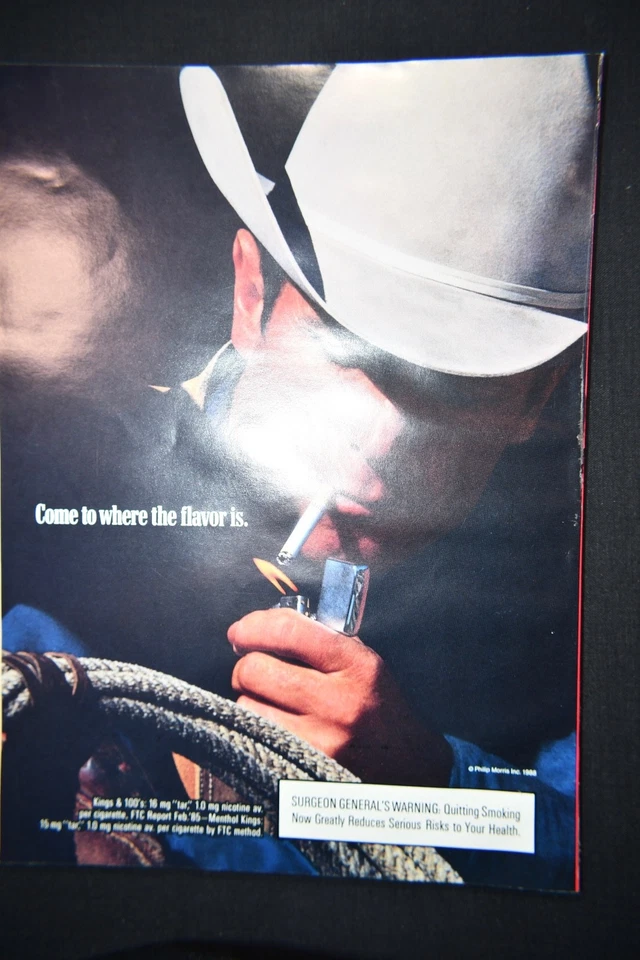 Come to where the flavor is.
© Philip Morris Inc. 1986
Kings & 100's: 16 mg "tar," 1.0 mg nicotine av.
per cigarette, FTC Report Feb.'85—Menthol Kings:
15 mg "tar," 1.0 mg nicotine av. per cigarette by FTC method.
SURGEON GENERAL'S WARNING: Quitting Smoking
Now Greatly Reduces Serious Risks to Your Health.